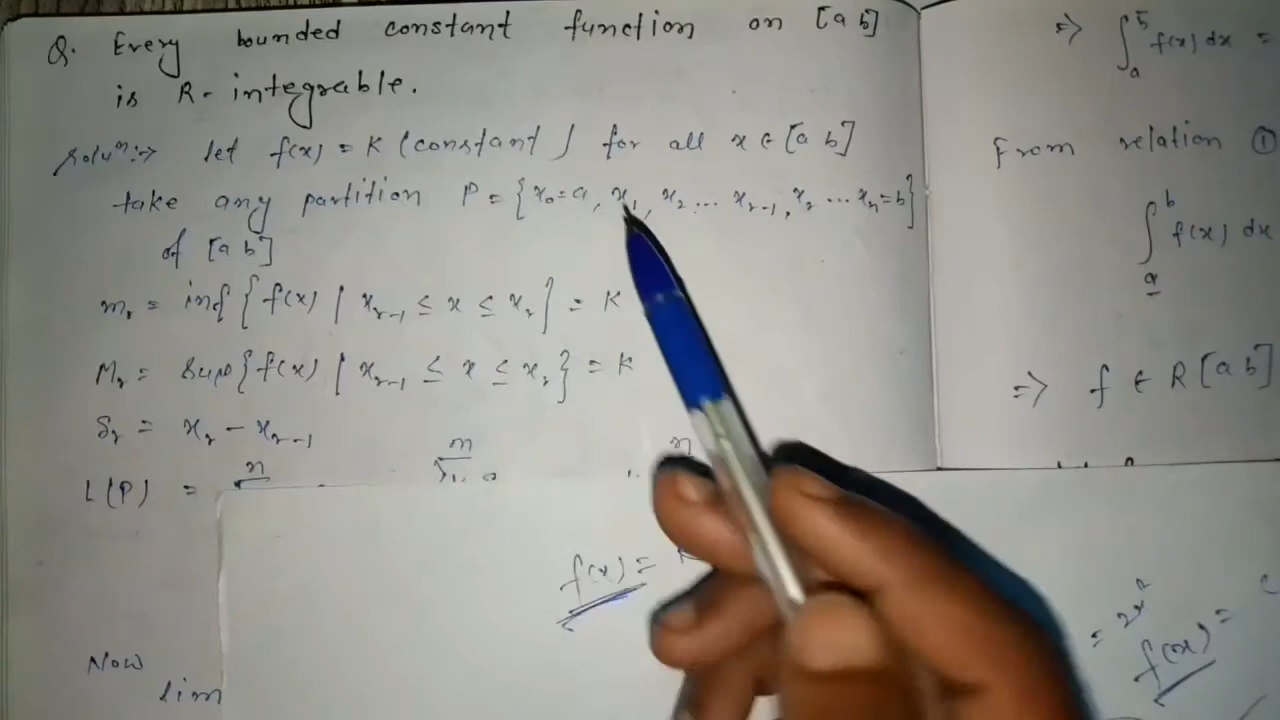 Q. Every bounded constant function on [a b]
is R-integrable.
Soluⁿ:→ let f(x) = K (constant) for all x ∈ [a b]
take any partition P = {x₀=a, x₁, x₂ ... xᵣ₋₁, xᵣ ... xₙ=b}
of [a b]
mᵣ = inf {f(x) | xᵣ₋₁ ≤ x ≤ xᵣ} = K
Mᵣ = Sup {f(x) | xᵣ₋₁ ≤ x ≤ xᵣ} = K
δᵣ = xᵣ - xᵣ₋₁
L(P) =
f(x) = K
Now
lim
⇒ ∫ₐᵇ f(x) dx =
From relation ①
∫ₐᵇ f(x) dx
=> f ∈ R [a b]
= 2x²
f(x) =